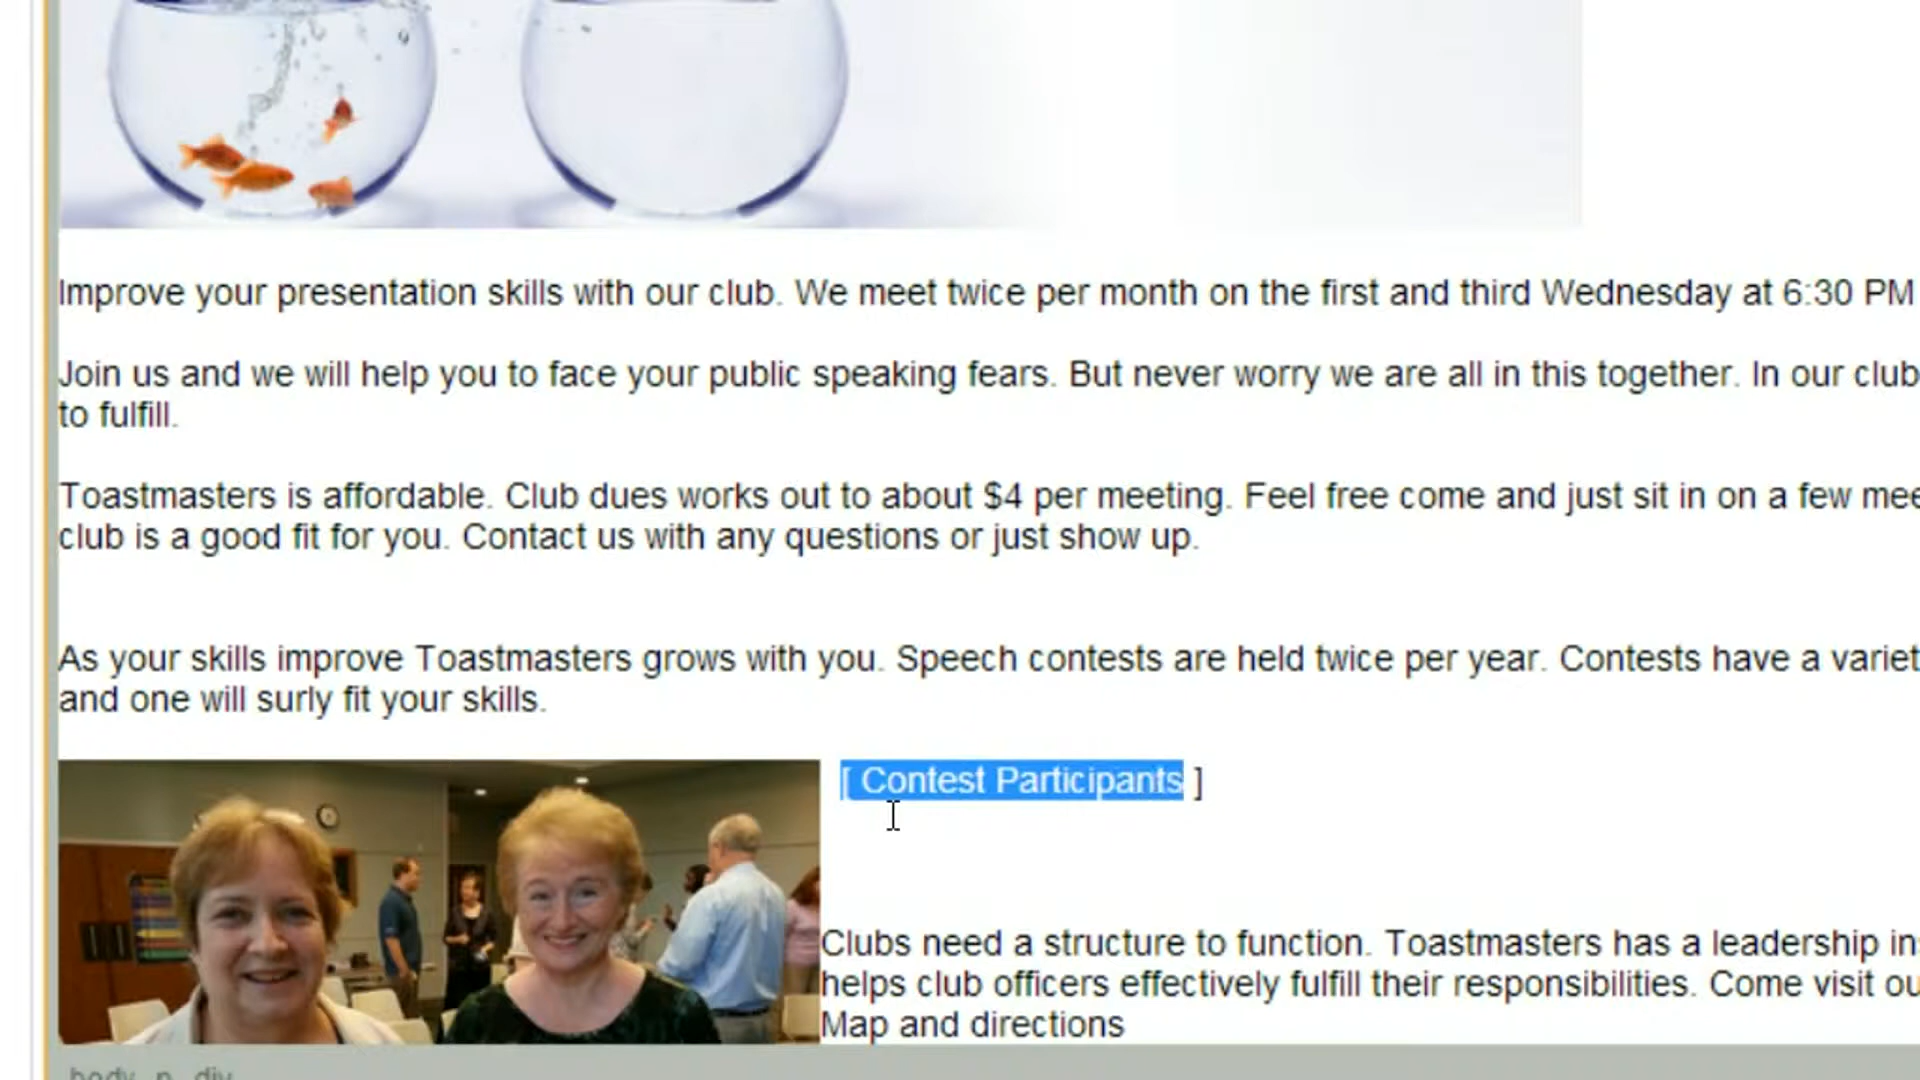 Improve your presentation skills with our club. We meet twice per month on the first and third Wednesday at 6:30 PM
Join us and we will help you to face your public speaking fears. But never worry we are all in this together. In our club
to fulfill.
Toastmasters is affordable. Club dues works out to about $4 per meeting. Feel free come and just sit in on a few mee
club is a good fit for you. Contact us with any questions or just show up.
As your skills improve Toastmasters grows with you. Speech contests are held twice per year. Contests have a variet
and one will surly fit your skills.
[ Contest Participants ]
Clubs need a structure to function. Toastmasters has a leadership in
helps club officers effectively fulfill their responsibilities. Come visit ou
Map and directions
body p div